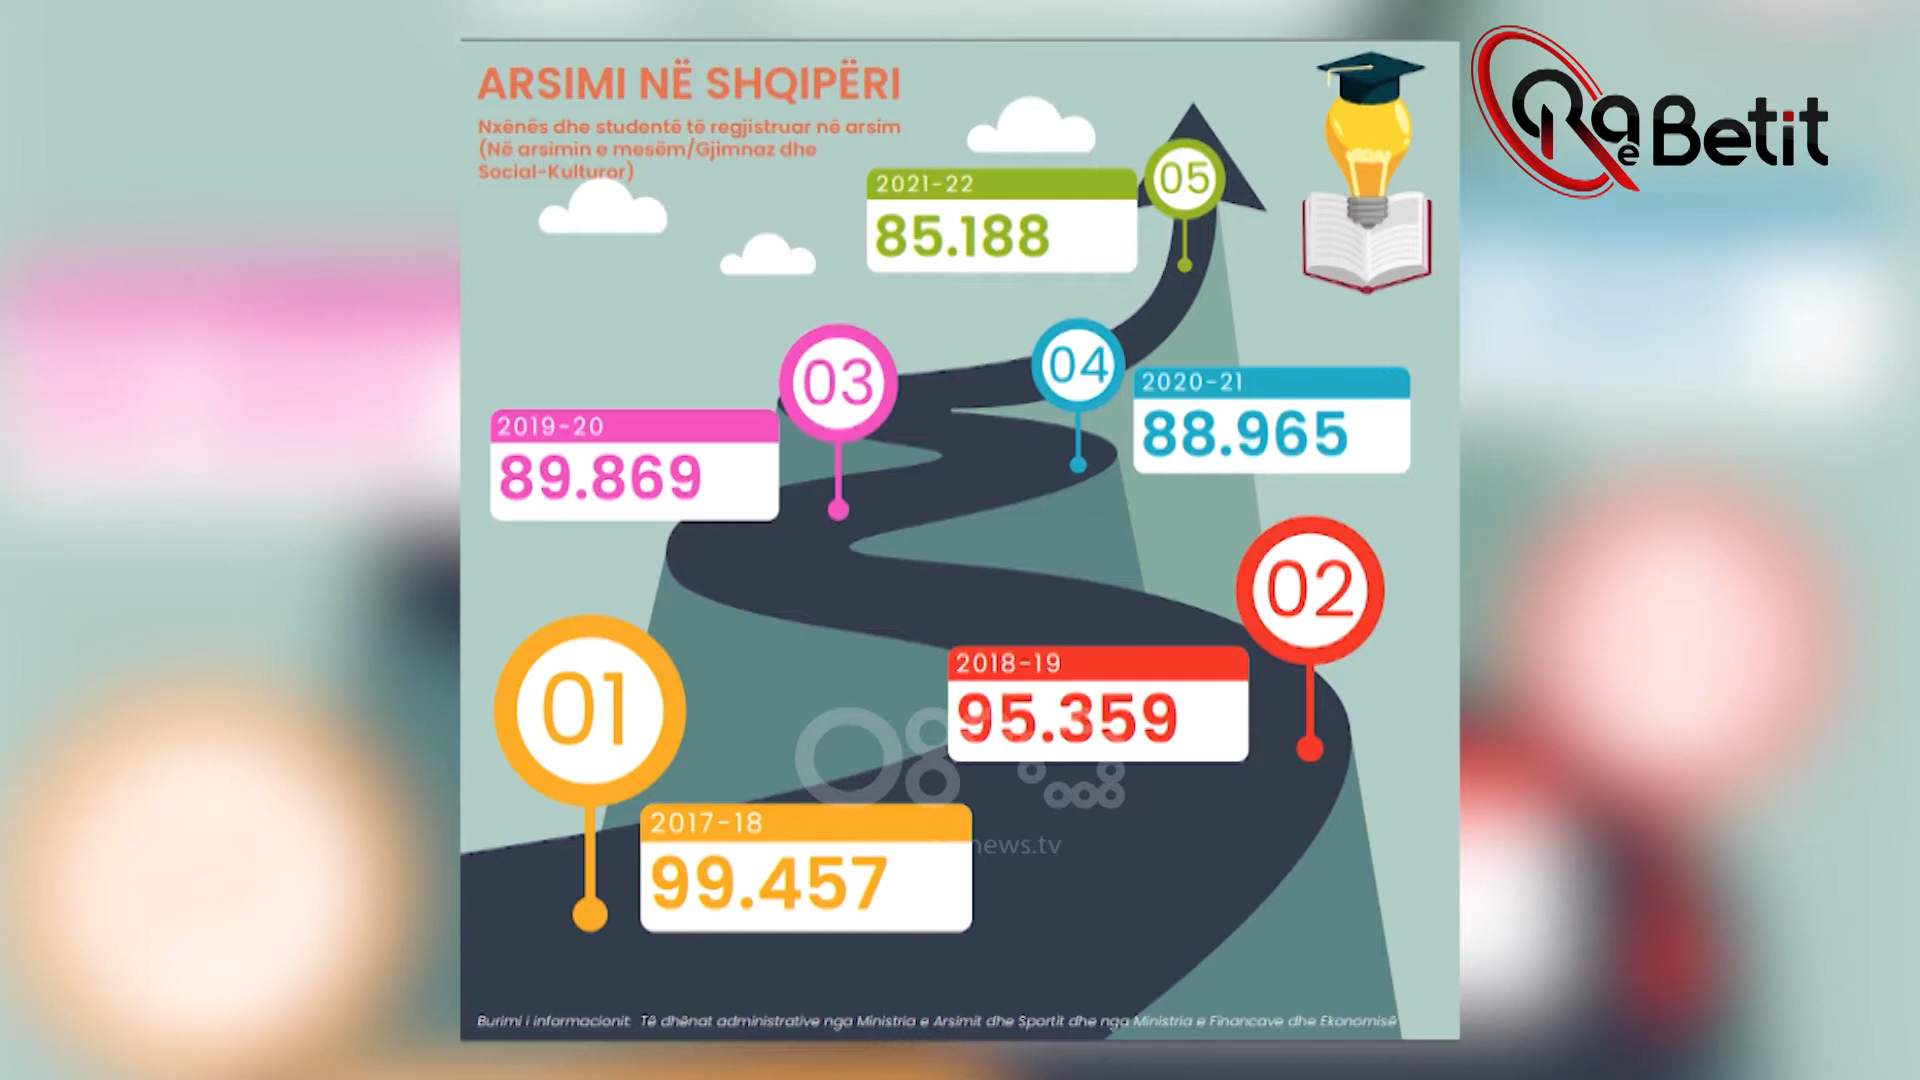 ARSIMI NË SHQIPËRI
Nxënës dhe studentë të regjistruar në arsim
(Në arsimin e mesëm/Gjimnaz dhe
Social-Kulturor)
Ra e Betit
2021-22
85.188
05
03
04
2019-20
89.869
2020-21
88.965
02
01
2018-19
95.359
2017-18
99.457
news.tv
Burimi i informacionit: Të dhënat administrative nga Ministria e Arsimit dhe Sportit dhe nga Ministria e Financave dhe Ekonomisë